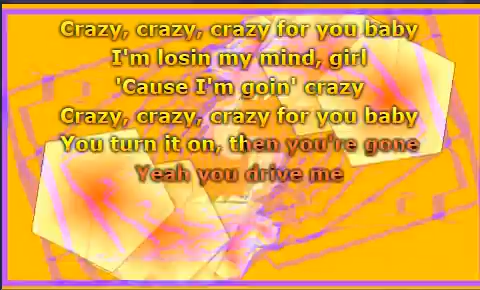 Crazy, crazy, crazy for you baby
I'm losin my mind, girl
'Cause I'm goin' crazy
Crazy, crazy, crazy for you baby
You turn it on, then you're gone
Yeah you drive me